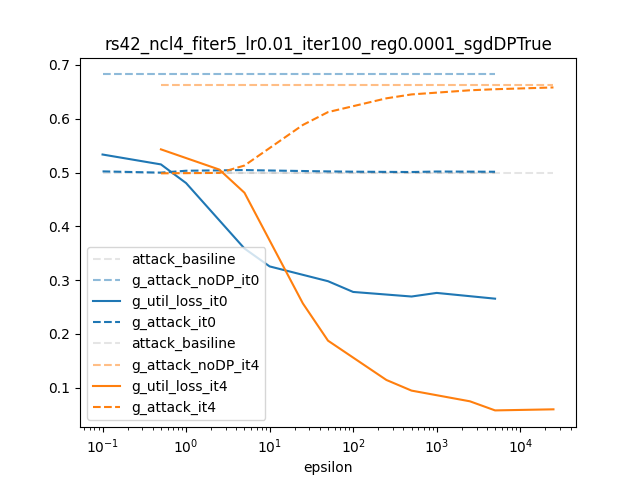 rs42_ncl4_fiter5_lr0.01_iter100_reg0.0001_sgdDPTrue
0.7
0.6
0.5
0.4
0.3
0.2
0.1
attack_basiline
g_attack_noDP_it0
g_util_loss_it0
g_attack_it0
attack_basiline
g_attack_noDP_it4
g_util_loss_it4
g_attack_it4
10⁻¹ 10⁰ 10¹ 10² 10³ 10⁴
epsilon